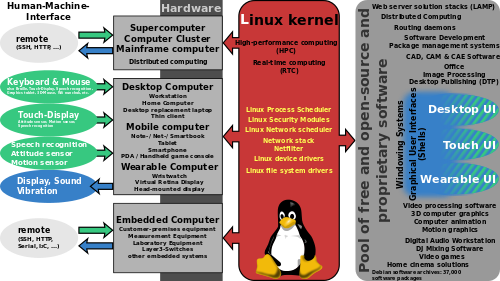 Human-Machine-
Interface
remote
(SSH, HTTP, ...)
Keyboard & Mouse
Touch-Display
Speech recognition
Attitude sensor
Motion sensor
Display, Sound
Vibration
remote
(SSH, HTTP,
Serial, I2C, ...)
Hardware
Supercomputer
Computer Cluster
Mainframe computer
Distributed computing
Desktop Computer
Workstation
Home Computer
Desktop replacement laptop
Thin client
Mobile computer
Note-/ Net-/ Smartbook
Tablet
Smartphone
PDA / Handheld game console
Wearable Computer
Wristwatch
Virtual Retina Display
Head-mounted display
Embedded Computer
Customer-premises equipment
Measurement Equipment
Laboratory Equipment
Layer3-Switches
other embedded systems
Linux kernel
High-performance computing
(HPC)
Real-time computing
(RTC)
Linux Process Scheduler
Linux Security Modules
Linux Network scheduler
Network stack
Netfilter
Linux device drivers
Linux file system drivers
Pool of free and open-source and
proprietary software
Web server solution stacks (LAMP)
Distributed Computing
Routing daemons
Software Development
Package management systems
CAD, CAM & CAE Software
Office
Image Processing
Desktop Publishing (DTP)
Windowing Systems
Graphical User Interfaces
(Shells)
Desktop UI
Touch UI
Wearable UI
Video processing software
3D computer graphics
Computer animation
Motion graphics
Digital Audio Workstation
DJ Mixing Software
Video games
Home cinema solutions
Debian software archives: 37,000
software packages